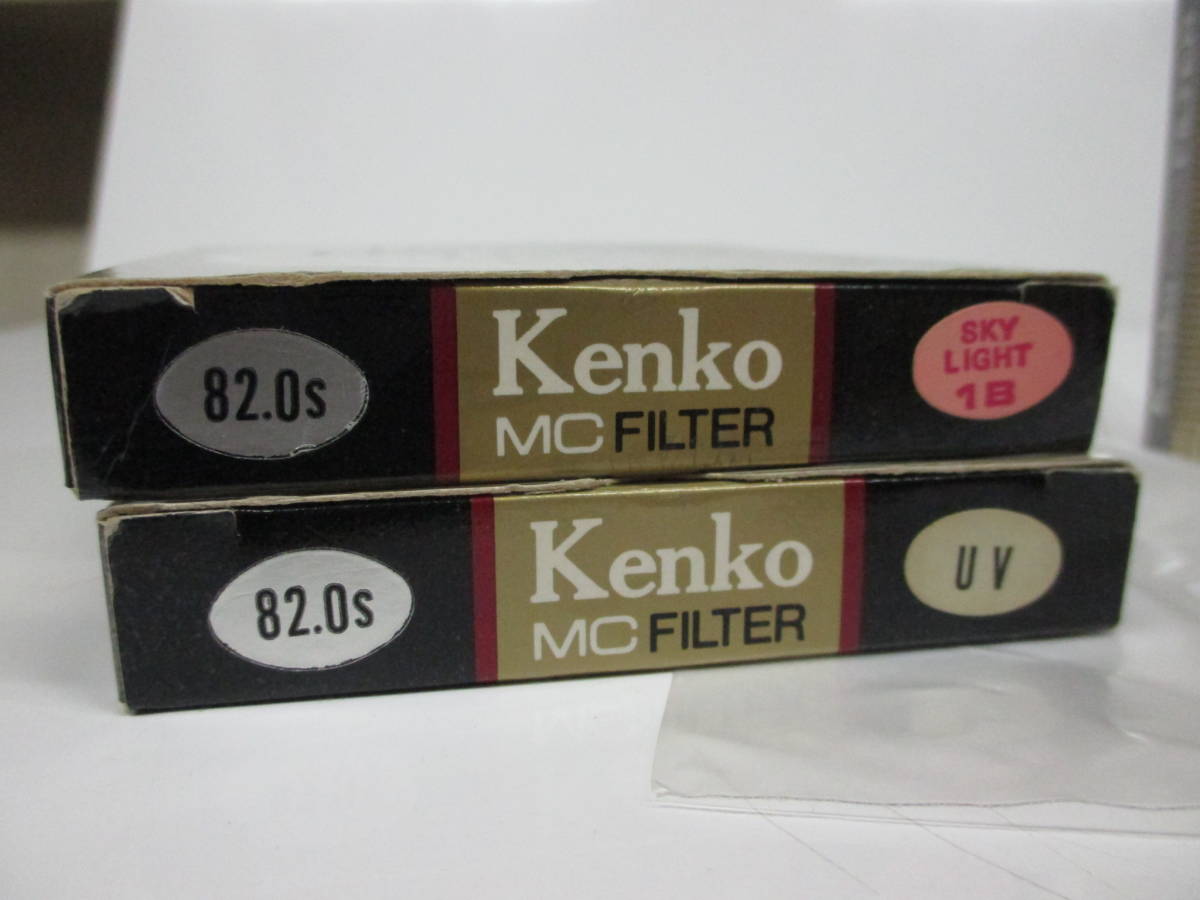 82.0s
Kenko
MC FILTER
SKY
LIGHT
1B
82.0s
Kenko
MC FILTER
UV